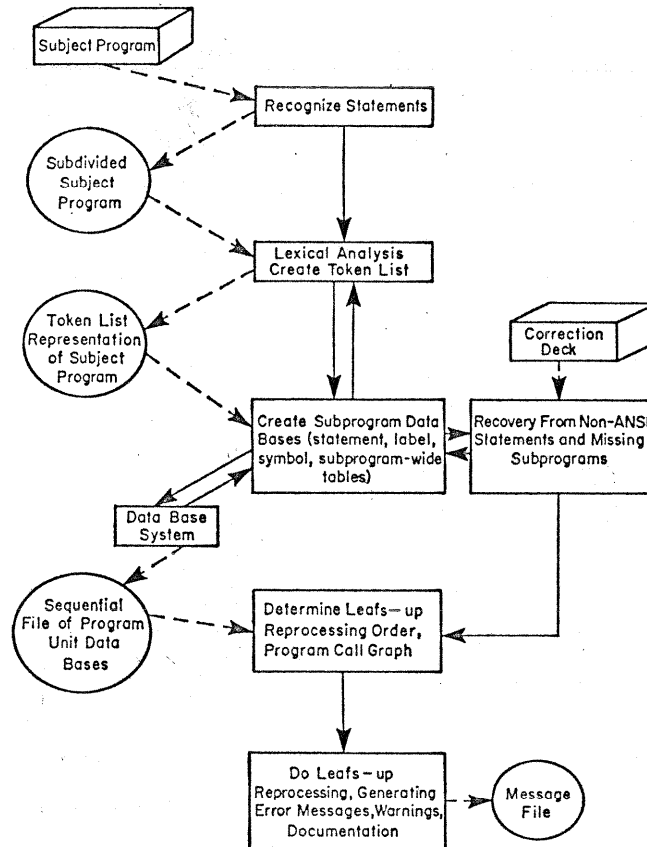 Subject Program
Recognize Statements
Subdivided
Subject
Program
Lexical Analysis
Create Token List
Token List
Representation
of Subject
Program
Correction
Deck
Create Subprogram Data
Bases (statement, label,
symbol, subprogram-wide
tables)
Recovery From Non-ANSI
Statements and Missing
Subprograms
Data Base
System
Sequential
File of Program
Unit Data
Bases
Determine Leafs-up
Reprocessing Order,
Program Call Graph
Do Leafs-up
Reprocessing, Generating
Error Messages, Warnings,
Documentation
Message
File